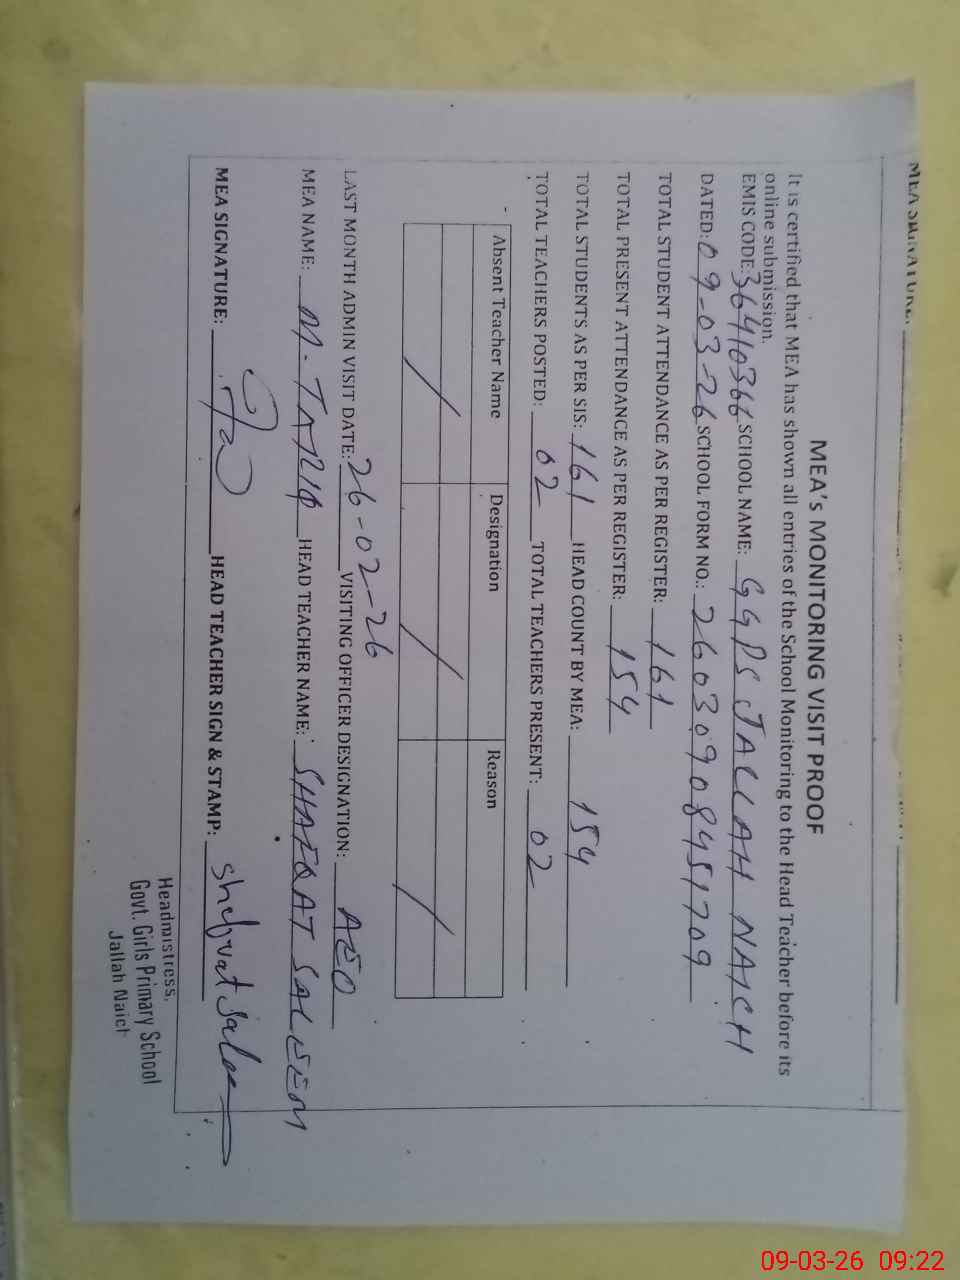 MEA SIGNATURE:
MEA's MONITORING VISIT PROOF
It is certified that MEA has shown all entries of the School Monitoring to the Head Teacher before its
online submission.
EMIS CODE: 36410366 SCHOOL NAME: GGPS JALLAH NAICH
DATED: 09-03-26 SCHOOL FORM NO.: 26030908451709
TOTAL STUDENT ATTENDANCE AS PER REGISTER: 161
TOTAL PRESENT ATTENDANCE AS PER REGISTER: 154
TOTAL STUDENTS AS PER SIS: 161 HEAD COUNT BY MEA: 154
TOTAL TEACHERS POSTED: 02 TOTAL TEACHERS PRESENT: 02
Absent Teacher Name Designation Reason
LAST MONTH ADMIN VISIT DATE: 26-02-26 VISITING OFFICER DESIGNATION: AEO
MEA NAME: M. TARIQ HEAD TEACHER NAME: SHAFQAT SALEEM
MEA SIGNATURE: HEAD TEACHER SIGN & STAMP:
Headmistress,
Govt. Girls Primary School
Jallah Naich
09-03-26 09:22